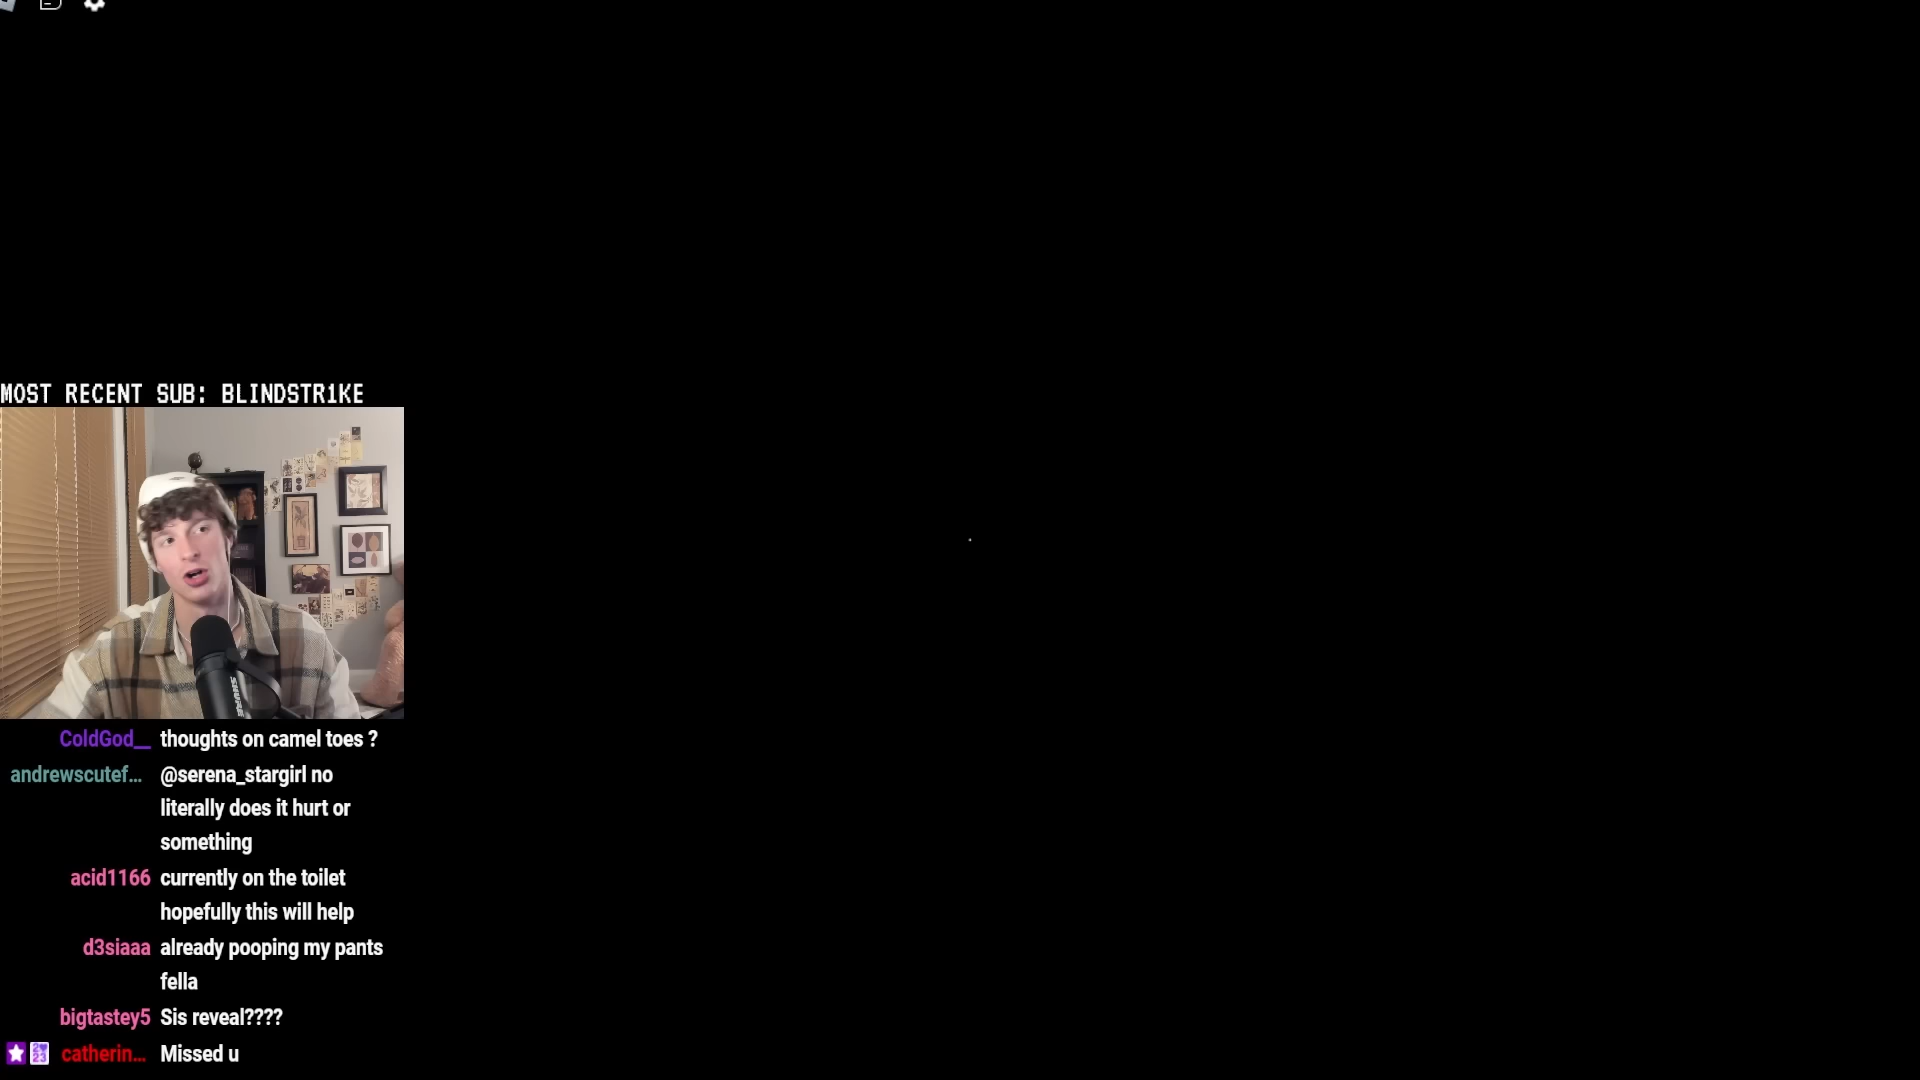 MOST RECENT SUB: BLINDSTR1KE
SHURE
ColdGod__ thoughts on camel toes ?
andrewscutef... @serena_stargirl no
literally does it hurt or
something
acid1166 currently on the toilet
hopefully this will help
d3siaaa already pooping my pants
fella
bigtastey5 Sis reveal????
catherin... Missed u